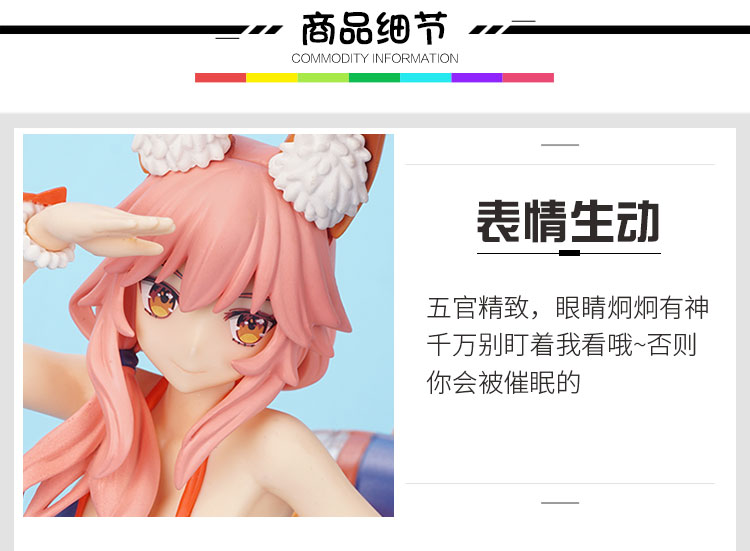 商品细节
COMMODITY INFORMATION
表情生动
五官精致，眼睛炯炯有神
千万别盯着我看哦~否则
你会被催眠的